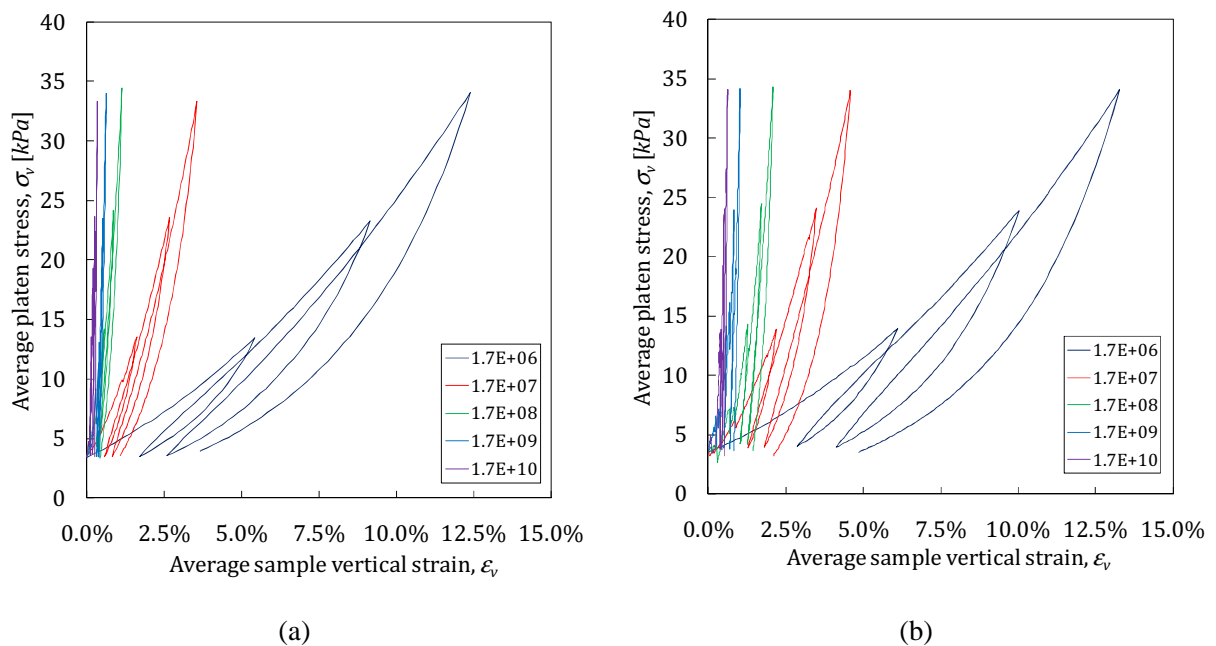 40
35
30
25
20
15
10
5
0
Average platen stress, σv [kPa]
0.0% 2.5% 5.0% 7.5% 10.0% 12.5% 15.0%
Average sample vertical strain, εv
1.7E+06
1.7E+07
1.7E+08
1.7E+09
1.7E+10
(a)
40
35
30
25
20
15
10
5
0
Average platen stress, σv [kPa]
0.0% 2.5% 5.0% 7.5% 10.0% 12.5% 15.0%
Average sample vertical strain, εv
1.7E+06
1.7E+07
1.7E+08
1.7E+09
1.7E+10
(b)